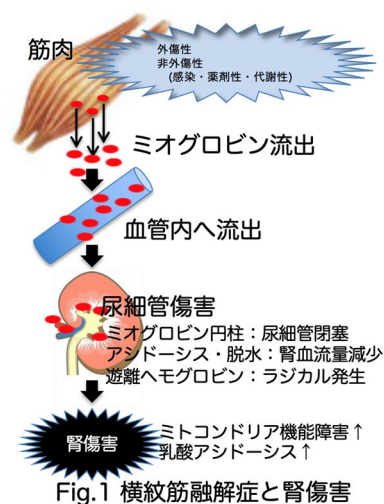 筋肉
外傷性
非外傷性
(感染・薬剤性・代謝性)
ミオグロビン流出
血管内へ流出
尿細管傷害
ミオグロビン円柱：尿細管閉塞
アシドーシス・脱水：腎血流量減少
遊離ヘモグロビン：ラジカル発生
腎傷害
ミトコンドリア機能障害↑
乳酸アシドーシス↑
Fig.1 横紋筋融解症と腎傷害